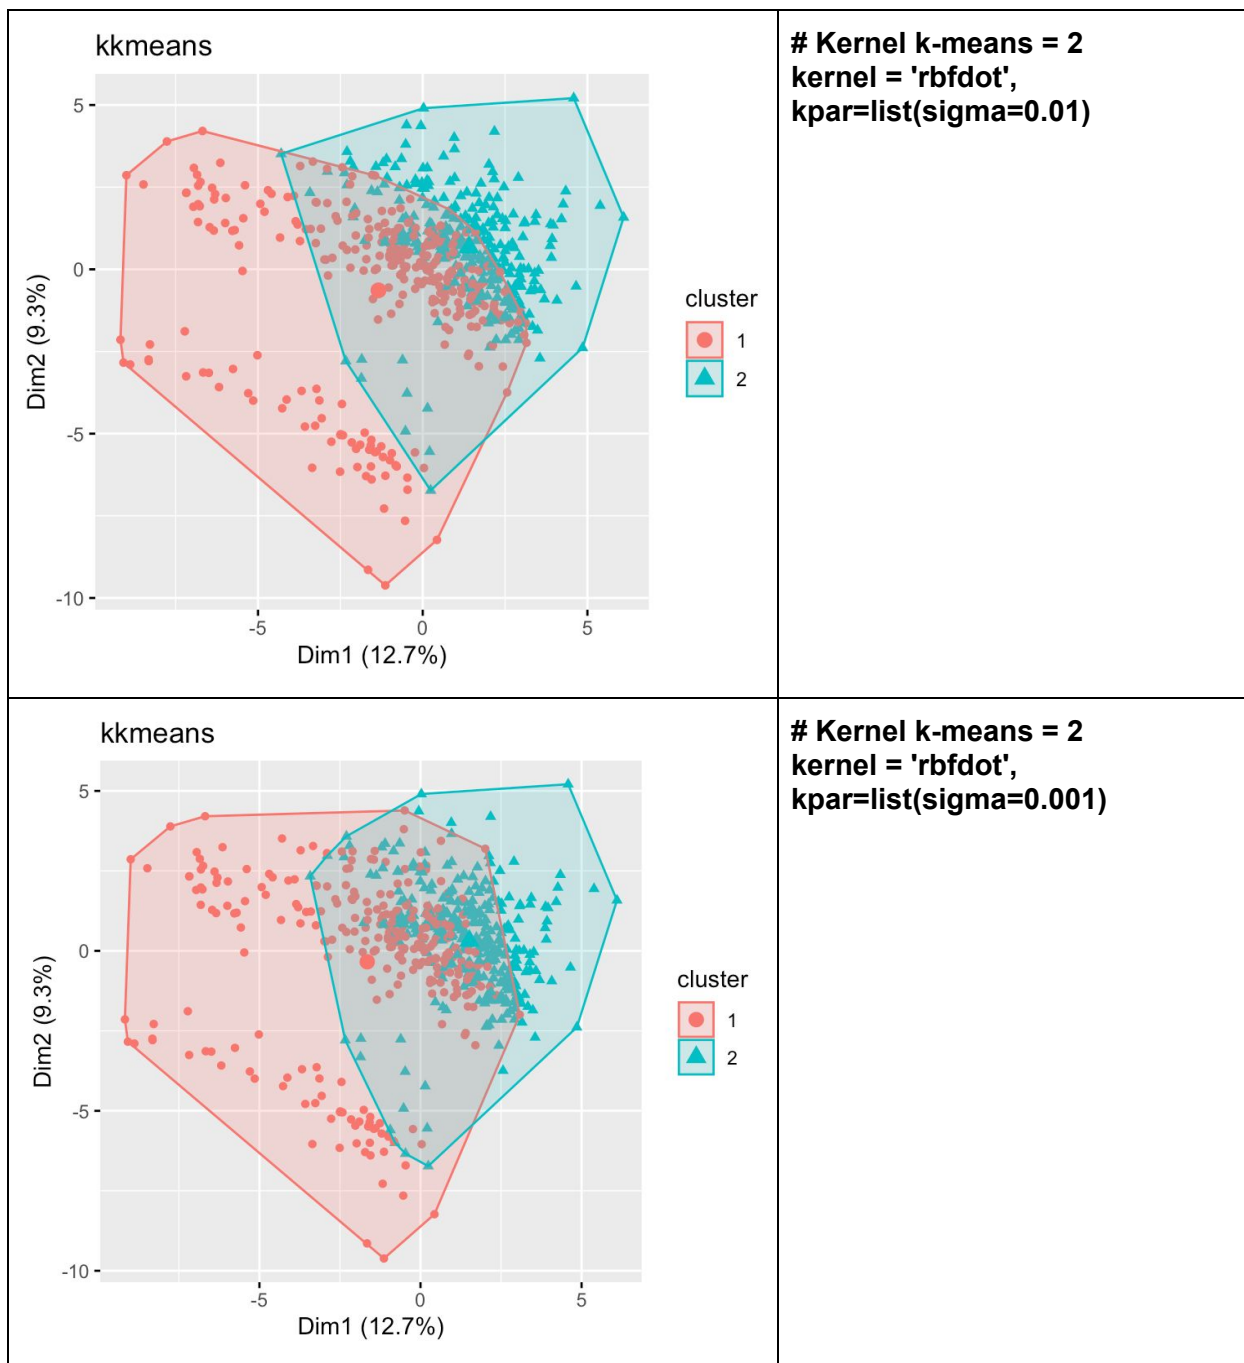 kkmeans
5
0
-5
-10
Dim2 (9.3%)
-5
0
5
Dim1 (12.7%)
cluster
1
2
# Kernel k-means = 2
kernel = 'rbfdot',
kpar=list(sigma=0.01)
kkmeans
5
0
-5
-10
Dim2 (9.3%)
-5
0
5
Dim1 (12.7%)
cluster
1
2
# Kernel k-means = 2
kernel = 'rbfdot',
kpar=list(sigma=0.001)